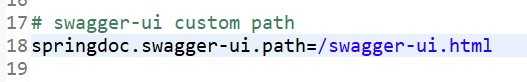 17 # swagger-ui custom path
18 springdoc.swagger-ui.path=/swagger-ui.html
19